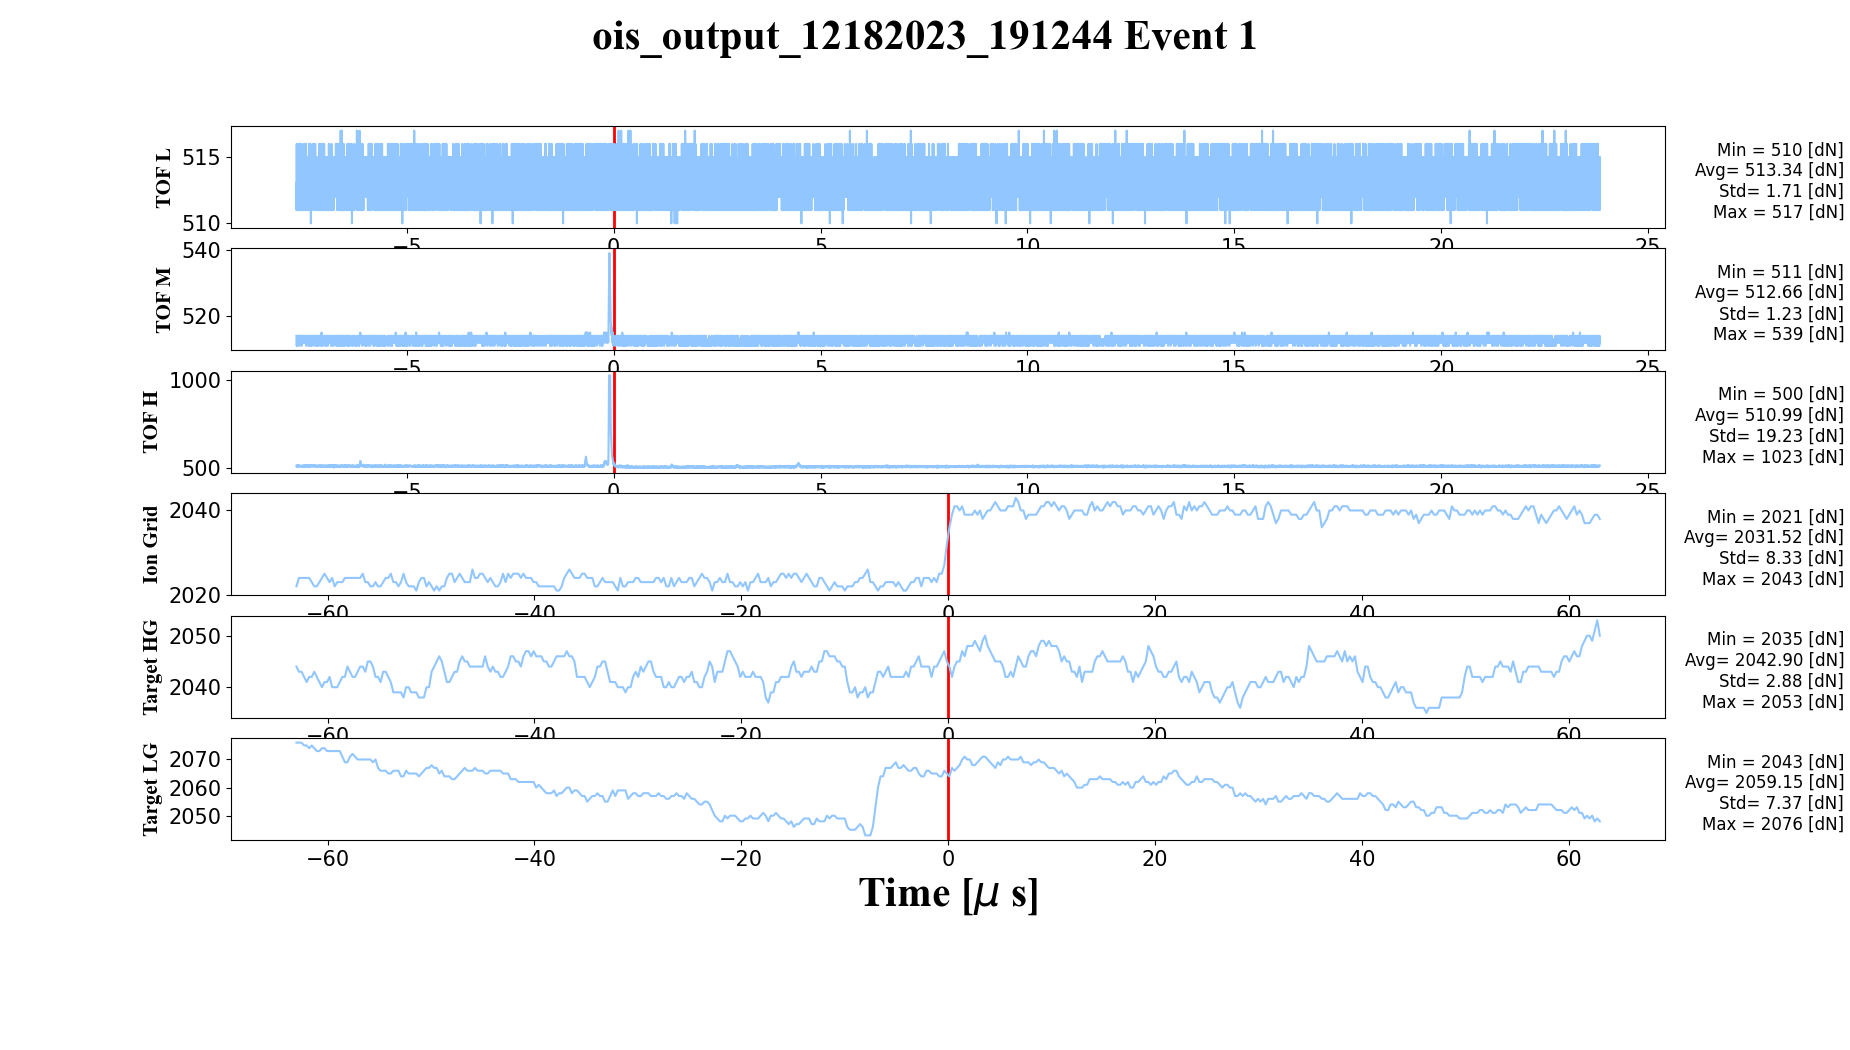 ois_output_12182023_191244 Event 1
TOF L
515
510
−5 0 5 10 15 20 25
Min = 510 [dN]
Avg= 513.34 [dN]
Std= 1.71 [dN]
Max = 517 [dN]
TOF M
540
520
−5 0 5 10 15 20 25
Min = 511 [dN]
Avg= 512.66 [dN]
Std= 1.23 [dN]
Max = 539 [dN]
TOF H
1000
500
−5 0 5 10 15 20 25
Min = 500 [dN]
Avg= 510.99 [dN]
Std= 19.23 [dN]
Max = 1023 [dN]
Ion Grid
2040
2020
−60 −40 −20 0 20 40 60
Min = 2021 [dN]
Avg= 2031.52 [dN]
Std= 8.33 [dN]
Max = 2043 [dN]
Target HG
2050
2040
−60 −40 −20 0 20 40 60
Min = 2035 [dN]
Avg= 2042.90 [dN]
Std= 2.88 [dN]
Max = 2053 [dN]
Target LG
2070
2060
2050
−60 −40 −20 0 20 40 60
Min = 2043 [dN]
Avg= 2059.15 [dN]
Std= 7.37 [dN]
Max = 2076 [dN]
Time [μ s]